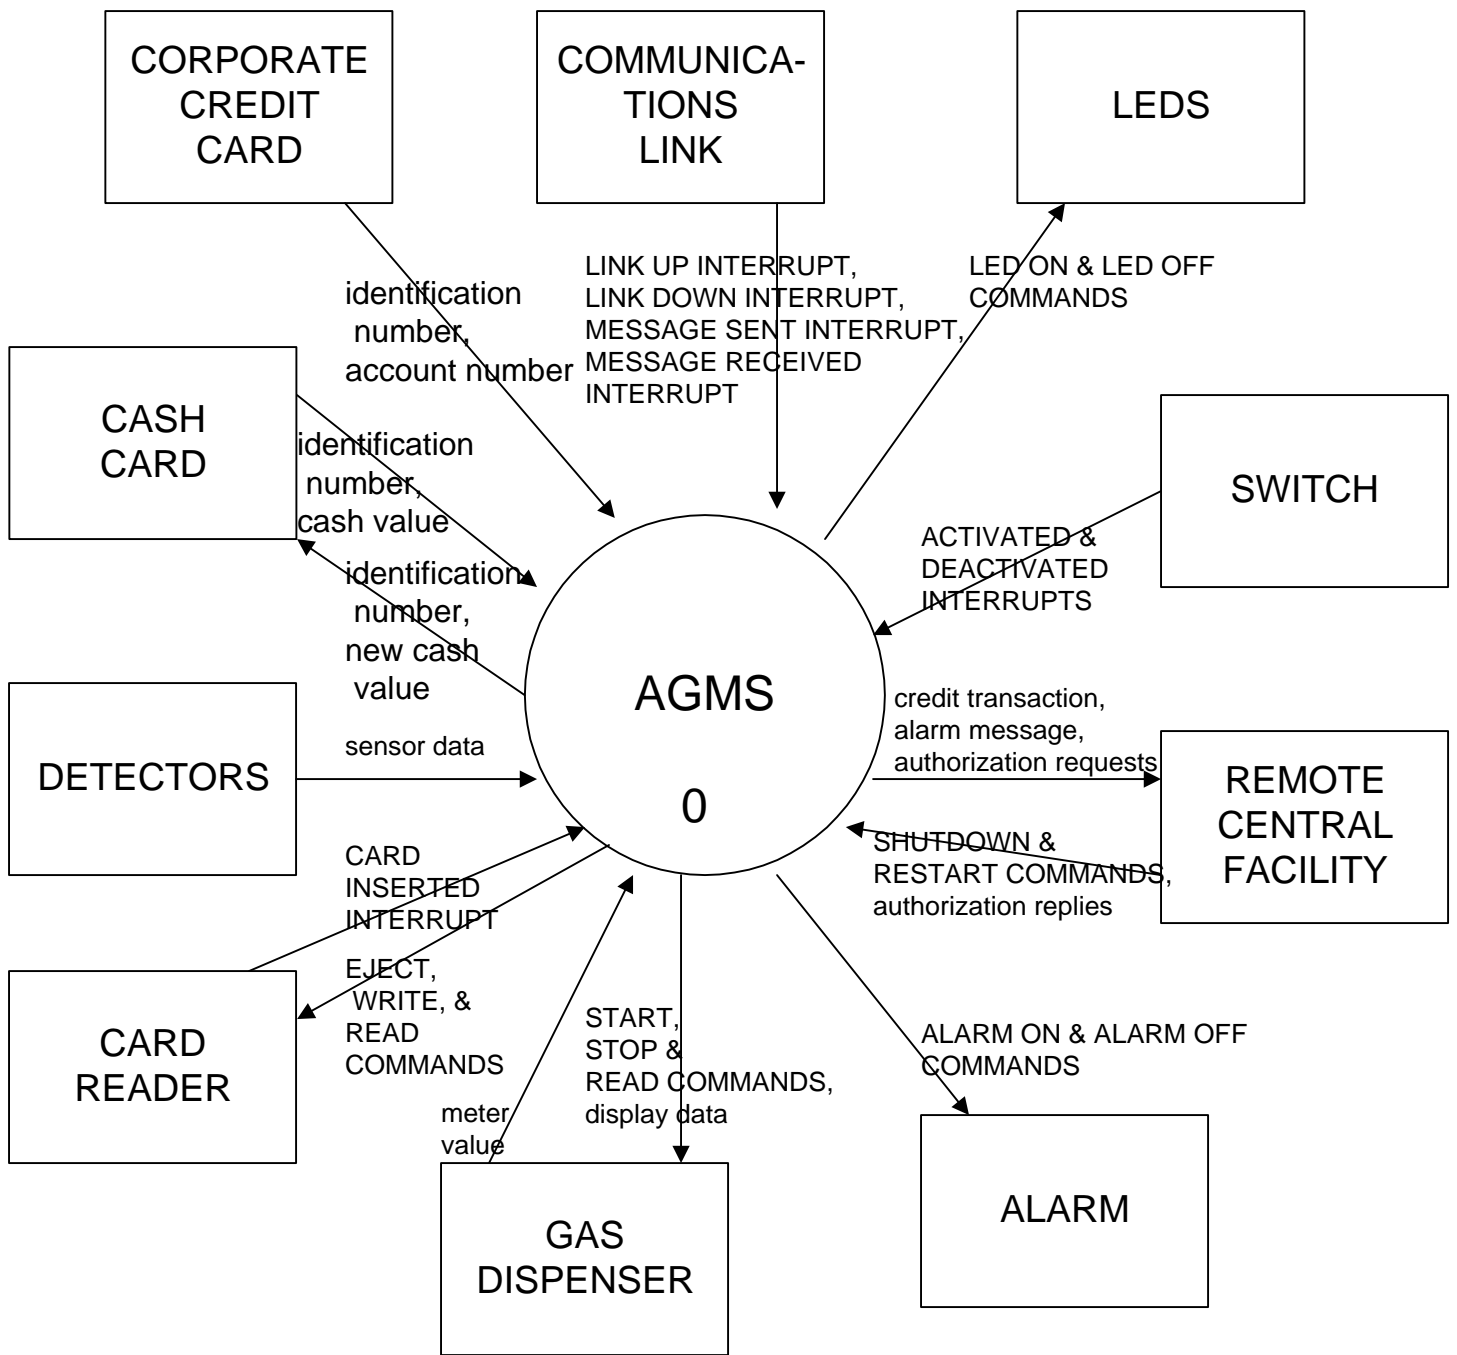 CORPORATE
CREDIT
CARD
COMMUNICA-
TIONS
LINK
LEDS
identification
number,
account number
LINK UP INTERRUPT,
LINK DOWN INTERRUPT,
MESSAGE SENT INTERRUPT,
MESSAGE RECEIVED
INTERRUPT
LED ON & LED OFF
COMMANDS
CASH
CARD
identification
number,
cash value
SWITCH
ACTIVATED &
DEACTIVATED
INTERRUPTS
identification
number,
new cash
value
AGMS
0
DETECTORS
sensor data
credit transaction,
alarm message,
authorization requests
REMOTE
CENTRAL
FACILITY
SHUTDOWN &
RESTART COMMANDS,
authorization replies
CARD
INSERTED
INTERRUPT
CARD
READER
EJECT,
WRITE, &
READ
COMMANDS
meter
value
START,
STOP &
READ COMMANDS,
display data
ALARM ON & ALARM OFF
COMMANDS
GAS
DISPENSER
ALARM